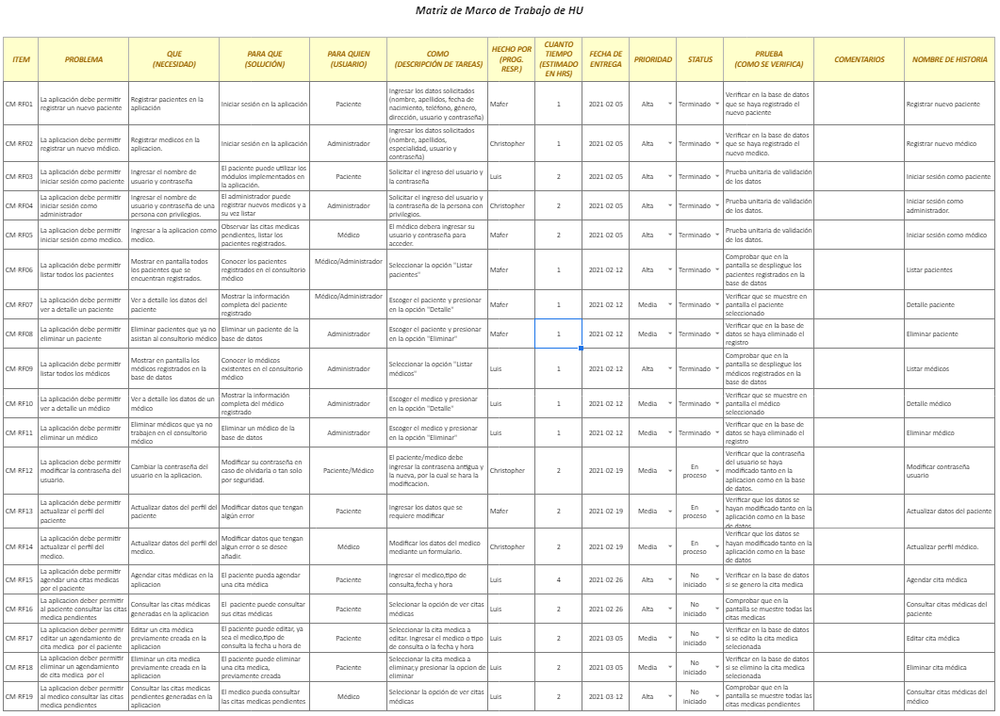 Matriz de Marco de Trabajo de HU
ITEM
PROBLEMA
QUE
(NECESIDAD)
PARA QUE
(SOLUCIÓN)
PARA QUIEN
(USUARIO)
COMO
(DESCRIPCIÓN DE TAREAS)
HECHO POR
(PROG.
RESP.)
CUANTO
TIEMPO
(ESTIMADO
EN HRS)
FECHA DE
ENTREGA
PRIORIDAD
STATUS
PRUEBA
(COMO SE VERIFICA)
COMENTARIOS
NOMBRE DE HISTORIA
CM-RF01
La aplicación debe permitir
registrar un nuevo paciente
Registrar pacientes en la
aplicación
Iniciar sesión en la aplicación
Paciente
Ingresar los datos solicitados
(nombre, apellidos, fecha de
nacimiento, teléfono, género,
dirección, usuario y contraseña)
Mafer
1
2021-02-05
Alta
Terminado
Verificar en la base de datos
que se haya registrado el
nuevo paciente
Registrar nuevo paciente
CM-RF02
La aplicación debe permitir
registrar un nuevo médico.
Registrar medicos en la
aplicacion.
Iniciar sesión en la aplicación
Administrador
Ingresar los datos solicitados
(nombre, apellidos,
especialidad, usuario y
contraseña)
Christopher
1
2021-02-05
Alta
Terminado
Verificar en la base de datos
que se haya registrado el
nuevo medico.
Registrar nuevo médico
CM-RF03
La aplicación debe permitir
iniciar sesión como paciente
Ingresar el nombre de
usuario y contraseña
El paciente puede utilizar los
módulos implementados en
la aplicación.
Paciente
Solicitar el ingreso del usuario y
la contraseña
Luis
2
2021-02-05
Alta
Terminado
Prueba unitaria de validación
de los datos
Iniciar sesión como paciente
CM-RF04
La aplicación debe permitir
iniciar sesión como
administrador
Ingresar el nombre de
usuario y contraseña de una
persona con privilegios.
El administrador puede
registrar nuevos medicos y a
su vez listar
Administrador
Solicitar el ingreso del usuario y
la contraseña de la persona con
privilegios.
Christopher
2
2021-02-05
Alta
Terminado
Prueba unitaria de validación
de los datos.
Iniciar sesión como
administrador.
CM-RF05
La aplicacion debe permitir
iniciar sesión como medico.
Ingresar a la aplicacion como
medico.
Observar las citas medicas
pendientes, listar los
pacientes registrados.
Médico
El médico debera ingresar su
usuario y contraseña para
acceder.
Mafer
2
2021-02-05
Alta
Terminado
Prueba unitaria de validación
de los datos.
Iniciar sesión como médico
CM-RF06
La aplicación debe permitir
listar todos los pacientes
Mostrar en pantalla todos
los pacientes que se
encuentran registrados.
Conocer los pacientes
registrados en el consultorio
médico
Médico/Administrador
Seleccionar la opción "Listar
pacientes"
Mafer
1
2021-02-12
Alta
Terminado
Comprobar que en la
pantalla se despliegue los
pacientes registrados en la
base de datos
Listar pacientes
CM-RF07
La aplicación debe permitir
ver a detalle un paciente
Ver a detalle los datos del
paciente
Mostrar la información
completa del paciente
registrado
Médico/Administrador
Escoger el paciente y presionar
en la opción "Detalle"
Mafer
1
2021-02-12
Media
Terminado
Verificar que se muestre en
pantalla el paciente
seleccionado
Detalle paciente
CM-RF08
La aplicación debe permitir
eliminar un paciente
Eliminar pacientes que ya no
asistan al consultorio médico
Eliminar un paciente de la
base de datos
Administrador
Escoger el paciente y presionar
en la opción "Eliminar"
Mafer
1
2021-02-12
Media
Terminado
Verificar que en la base de
datos se haya eliminado el
registro
Eliminar paciente
CM-RF09
La aplicación debe permitir
listar todos los médicos
Mostrar en pantalla los
médicos registrados en la
base de datos
Conocer lo médicos
existentes en el consultorio
médico
Administrador
Seleccionar la opción "Listar
médicos"
Luis
1
2021-02-12
Alta
Terminado
Comprobar que en la
pantalla se despliegue los
médicos registrados en la
base de datos
Listar médicos
CM-RF10
La aplicación debe permitir
ver a detalle un médico
Ver a detalle los datos de un
médico
Mostrar la información
completa del médico
registrado
Administrador
Escoger el medico y presionar
en la opción "Detalle"
Luis
1
2021-02-12
Media
Terminado
Verificar que se muestre en
pantalla el médico
seleccionado
Detalle médico
CM-RF11
La aplicación debe permitir
eliminar un médico
Eliminar médicos que ya no
trabajen en el consultorio
médico
Eliminar un médico de la
base de datos
Administrador
Escoger el medico y presionar
en la opción "Eliminar"
Luis
1
2021-02-12
Media
Terminado
Verificar que en la base de
datos se haya eliminado el
registro
Eliminar médico
CM-RF12
La aplicacion debe permitir
modificar la contraseña del
usuario.
Cambiar la contraseña del
usuario en la aplicacion.
Modificar su contraseña en
caso de olvidarla o tan solo
por seguridad.
Paciente/Médico
El paciente/medico debe
ingresar la contrasena antigua y
la nueva, por la cual se hara la
modificacion.
Christopher
2
2021-02-19
Media
En
proceso
Verificar que la contraseña
del usuario se haya
modificado tanto en la
aplicacion como en la base
de datos.
Modificar contraseña
usuario
CM-RF13
La aplicación debe permitir
actualizar el perfil del
paciente
Actualizar datos del perfil del
paciente
Modificar datos que tengan
algún error
Paciente
Ingresar los datos que se
requiere modificar
Mafer
2
2021-02-19
Media
En
proceso
Verificar que los datos se
hayan modificado tanto en la
aplicación como en la base
de datos
Actualizar datos del paciente
CM-RF14
La aplicación debe permitir
actualizar el perfil del
medico.
Actualizar datos del perfil del
medico.
Modificar datos que tengan
algun error o se desee
añadir.
Médico
Modificar los datos del medico
mediante un formulario.
Christopher
2
2021-02-19
Media
En
proceso
Verificar que los datos se
hayan modificado tanto en la
aplicación como en la base
de datos
Actualizar perfil médico.
CM-RF15
La aplicación debe permitir
agendar una citas medicas
por el paciente
Agendar citas médicas en la
aplicacion
El paciente pueda agendar
una cita médica
Paciente
Ingresar el medico,tipo de
consulta,fecha y hora
Luis
4
2021-02-26
Alta
No
iniciado
Verificar en la base de datos
si se genero la cita medica
Agendar cita médica
CM-RF16
La aplicacion deber permitir
al paciente consultar las citas
medica pendientes
Consultar las citas médicas
generadas en la aplicacion
El paciente puede consultar
sus citas médicas
Paciente
Selecionar la opción de ver citas
médicas
Luis
2
2021-02-26
Alta
No
iniciado
Comprobar que en la
pantalla se muestre todas las
citas medicas
Consultar citas médicas del
paciente
CM-RF17
La aplicacion deber permitir
editar un agendamiento de
cita medica por el paciente
Editar un cita médica
previamente creada en la
aplicacion
El paciente puede editar, ya
sea el medico,tipo de
consulta la fecha u hora de
Paciente
Seleccionar la cita medica a
editar. Ingresar el medico o tipo
de consulta o la fecha y hora
Luis
2
2021-03-05
Media
No
iniciado
Verificar en la base de datos
si se edito la cita medica
selecionada
Editar cita médica
CM-RF18
La aplicacion deber permitir
eliminar un agendamiento
de cita medica por el
Eliminar un cita medica
previamente creada en la
aplicacion
El paciente puede eliminar
una cita medica,
previamente creada
Paciente
Seleccionar la cita medica a
eliminar,y presionar la opcion de
eliminar
Luis
2
2021-03-05
Media
No
iniciado
Verificar en la base de datos
si se elimino la cita medica
selecionada
Eliminar cita médica
CM-RF19
La aplicacion deber permitir
al medico consultar las citas
medica pendientes
Consultar las citas medicas
pendientes generadas en la
aplicacion
El medico pueda consultar
las citas medicas pendientes
Médico
Selecionar la opción de ver citas
médicas
Luis
2
2021-03-12
Alta
No
iniciado
Comprobar que en la
pantalla se muestre todas las
citas medicas pendientes
Consultar citas médicas del
médico